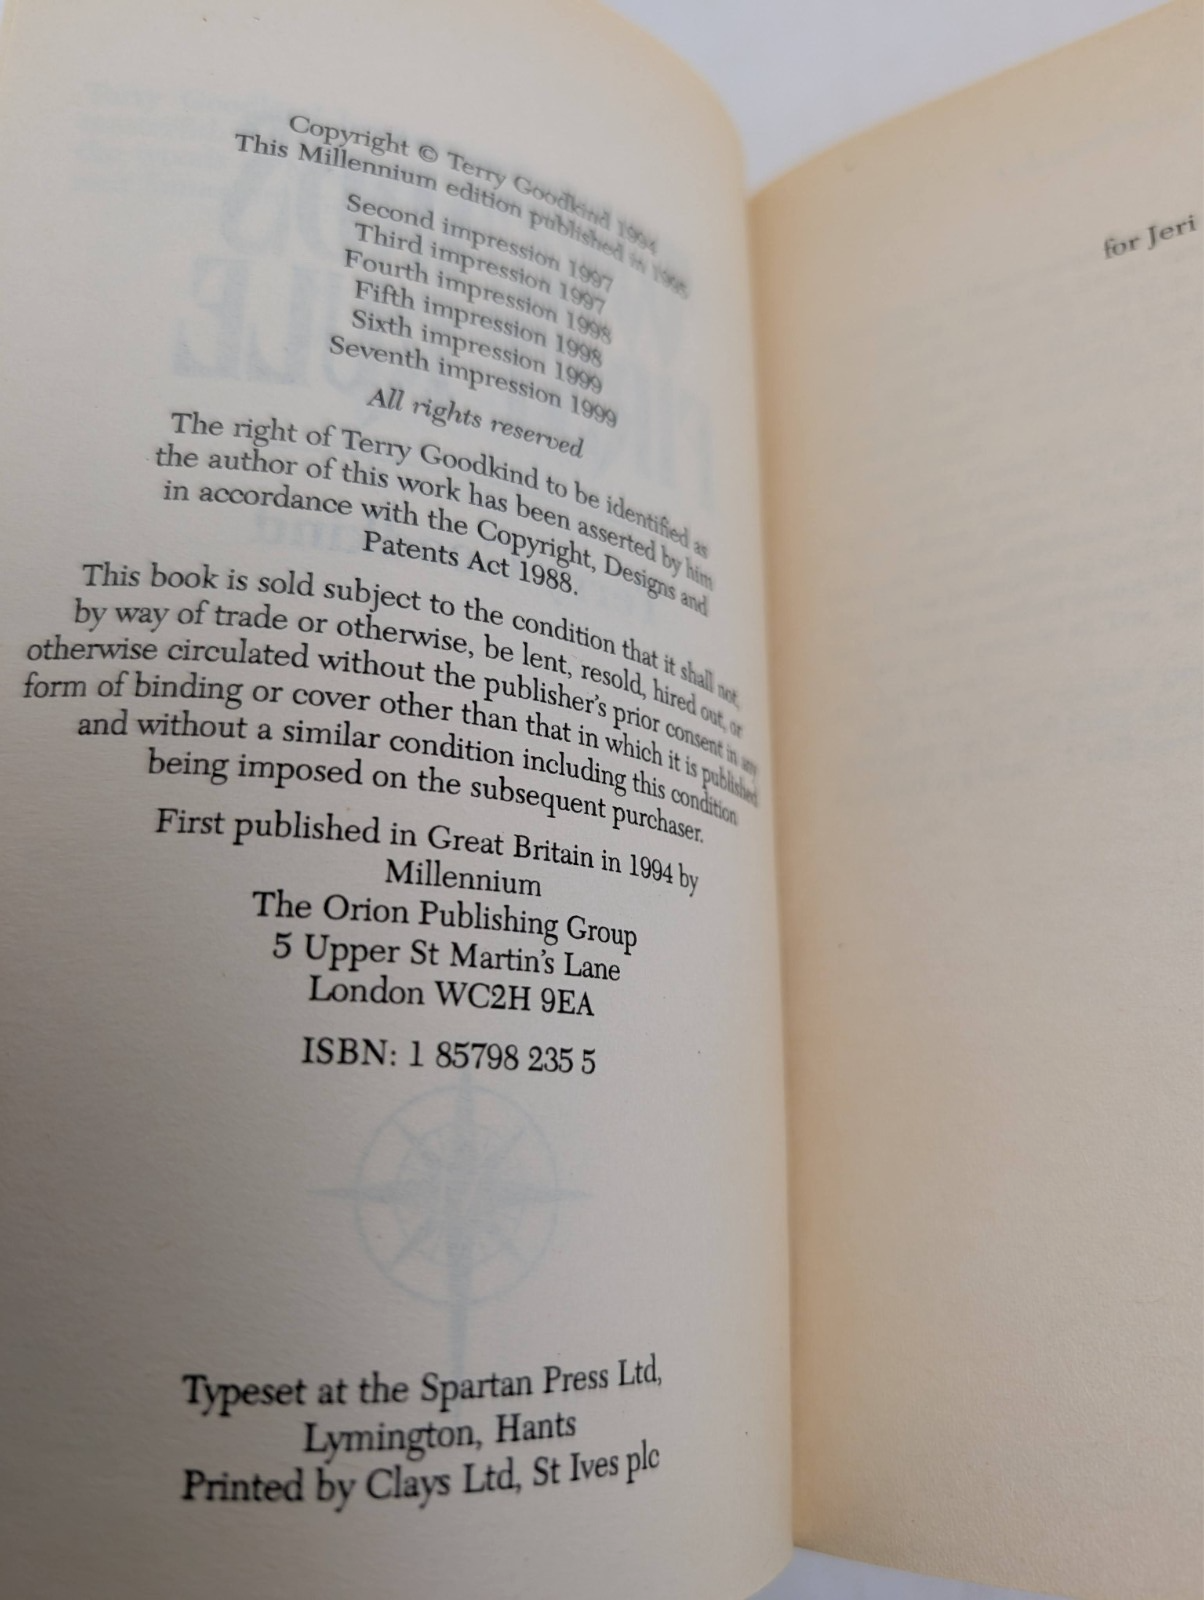 Copyright © Terry Goodkind 1994
This Millennium edition published in 1995
Second impression 1997
Third impression 1997
Fourth impression 1998
Fifth impression 1998
Sixth impression 1999
Seventh impression 1999
All rights reserved
The right of Terry Goodkind to be identified as
the author of this work has been asserted by him
in accordance with the Copyright, Designs and
Patents Act 1988.
This book is sold subject to the condition that it shall not,
by way of trade or otherwise, be lent, resold, hired out, or
otherwise circulated without the publisher's prior consent in any
form of binding or cover other than that in which it is published
and without a similar condition including this condition
being imposed on the subsequent purchaser.
First published in Great Britain in 1994 by
Millennium
The Orion Publishing Group
5 Upper St Martin's Lane
London WC2H 9EA
ISBN: 1 85798 235 5
Typeset at the Spartan Press Ltd,
Lymington, Hants
Printed by Clays Ltd, St Ives plc
for Jeri